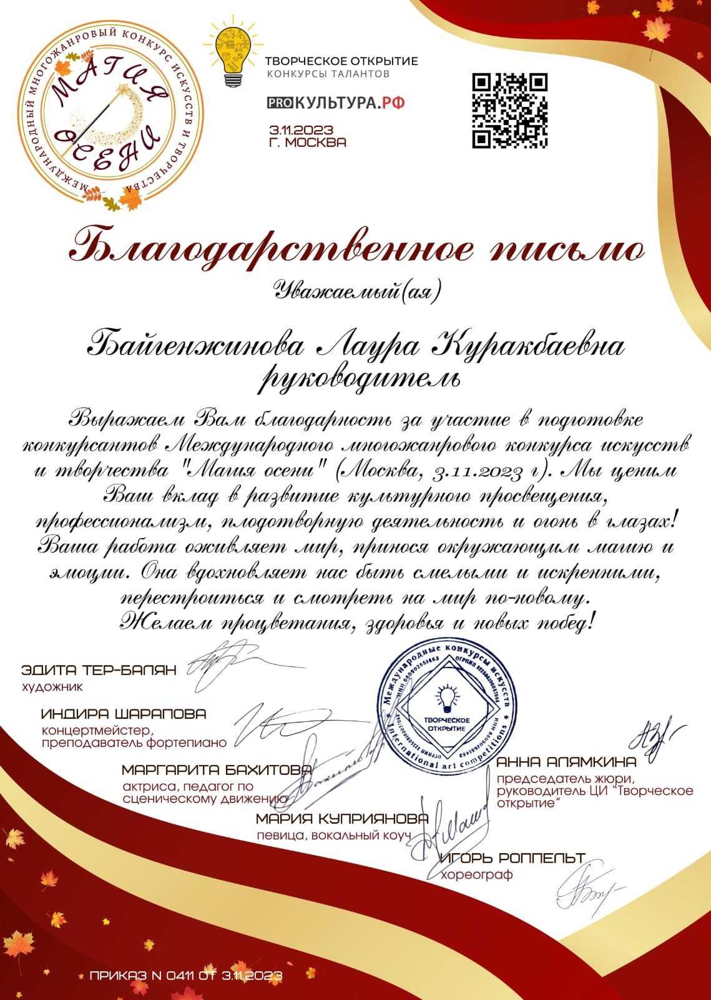 МЕЖДУНАРОДНЫЙ МНОГОЖАНРОВЫЙ КОНКУРС ИСКУССТВ И ТВОРЧЕСТВА
МАГИЯ
ОСЕНИ
ТВОРЧЕСКОЕ ОТКРЫТИЕ
КОНКУРСЫ ТАЛАНТОВ
PRO КУЛЬТУРА.РФ
3.11.2023
Г. МОСКВА
Благодарственное письмо
Уважаемый(ая)
Байгенжинова Лаура Куракбаевна
руководитель
Выражаем Вам благодарность за участие в подготовке
конкурсантов Международного многожанрового конкурса искусств
и творчества "Магия осени" (Москва, 3.11.2023 г). Мы ценим
Ваш вклад в развитие культурного просвещения,
профессионализм, плодотворную деятельность и огонь в глазах!
Ваша работа оживляет мир, принося окружающим магию и
эмоции. Она вдохновляет нас быть смелыми и искренними,
перестроиться и смотреть на мир по-новому.
Желаем процветания, здоровья и новых побед!
ЭДИТА ТЕР-БАЛЯН
художник
ИНДИРА ШАРАПОВА
концертмейстер,
преподаватель фортепиано
МАРГАРИТА БАХИТОВА
актриса, педагог по
сценическому движению
МАРИЯ КУПРИЯНОВА
певица, вокальный коуч
Международные конкурсы искусств
International art competitions
ТВОРЧЕСКОЕ
ОТКРЫТИЕ
АННА АЛЯМКИНА
председатель жюри,
руководитель ЦИ "Творческое
открытие"
ИГОРЬ РОППЕЛЬТ
хореограф
ПРИКАЗ N 0411 ОТ 3.11.2023